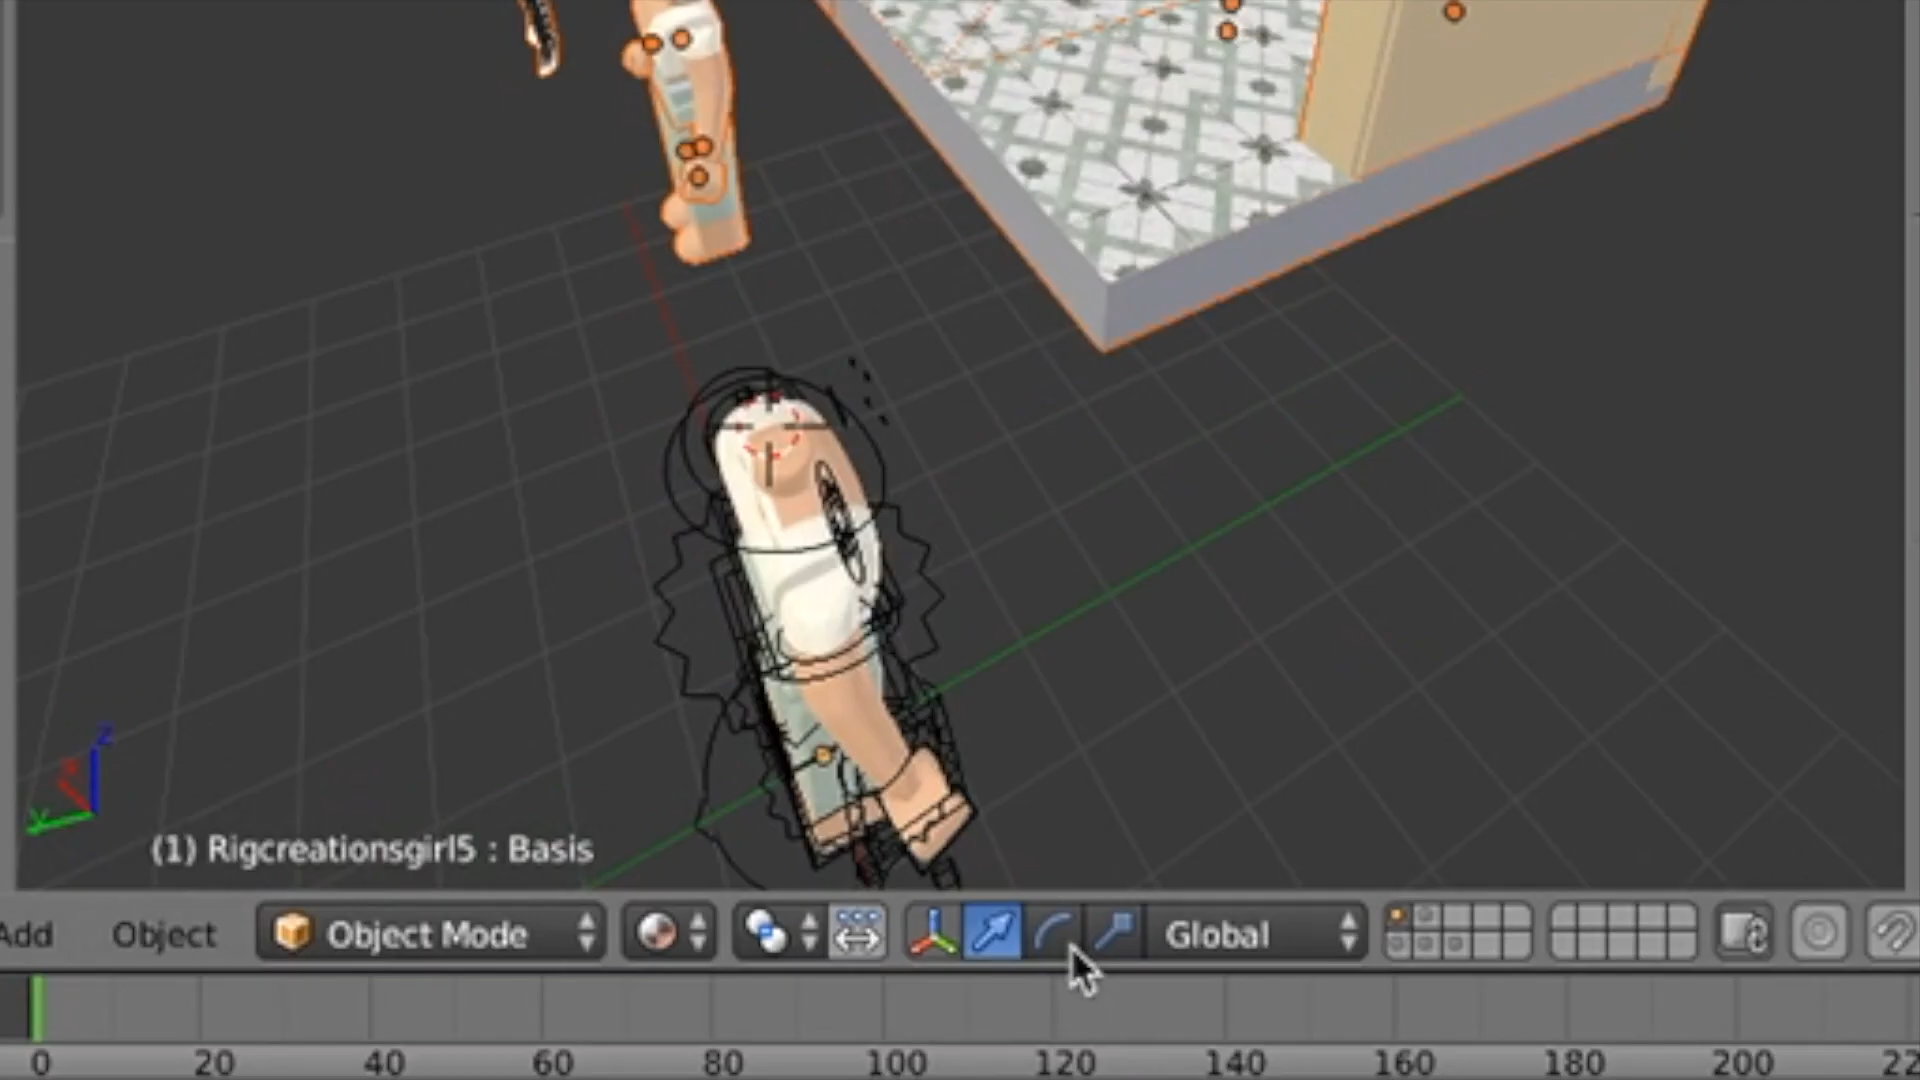 Z
Y
(1) Rigcreationsgirl5 : Basis
Add Object Object Mode Global
0 20 40 60 80 100 120 140 160 180 200 22